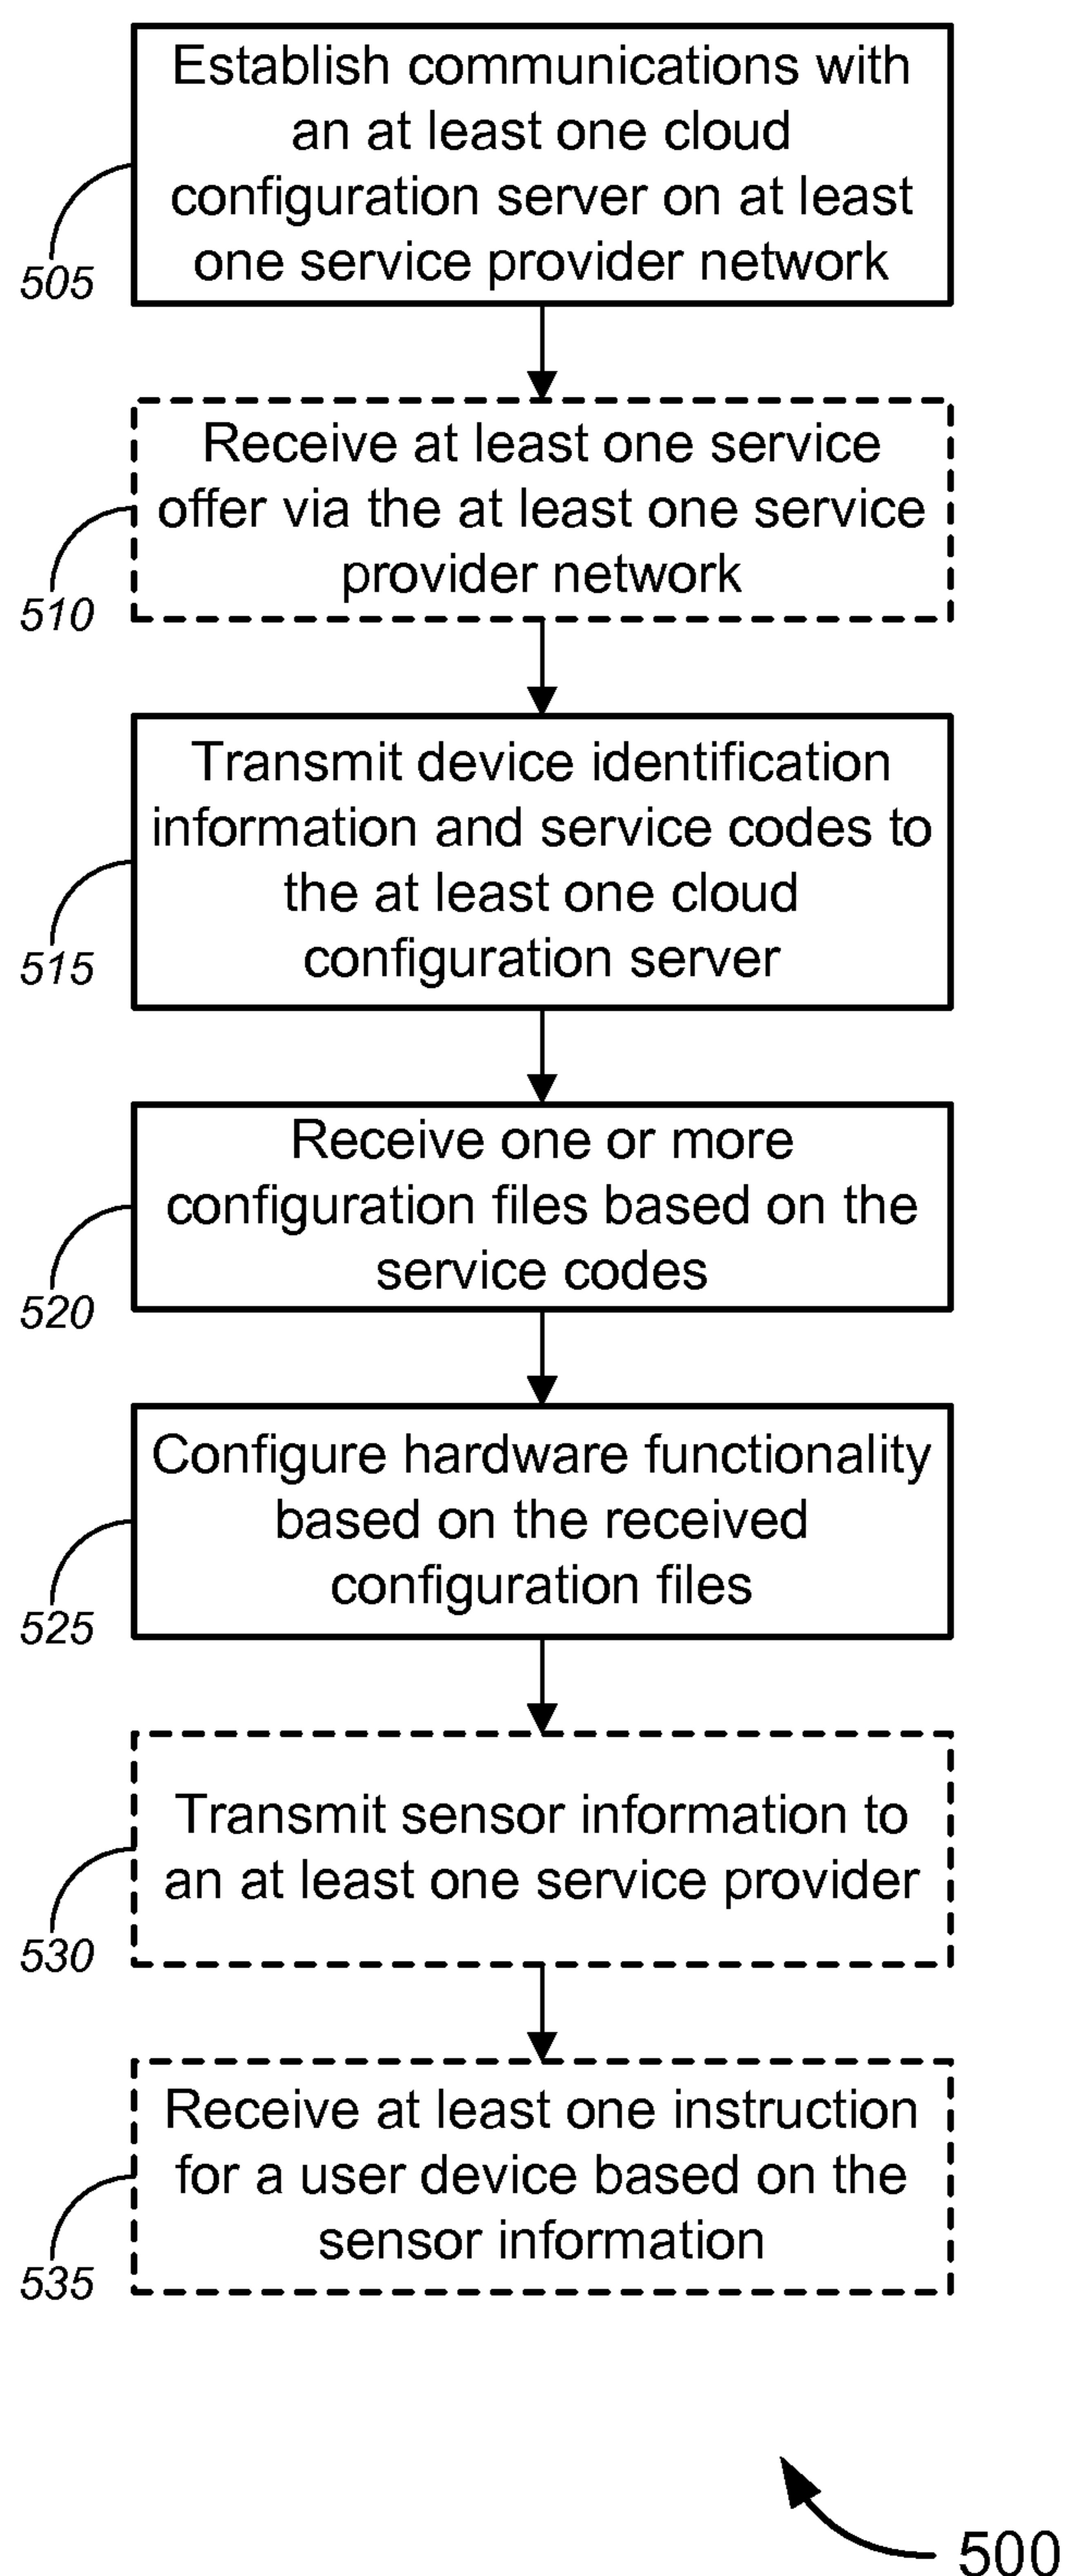 Establish communications with
an at least one cloud
configuration server on at least
one service provider network
505
Receive at least one service
offer via the at least one service
provider network
510
Transmit device identification
information and service codes to
the at least one cloud
configuration server
515
Receive one or more
configuration files based on the
service codes
520
Configure hardware functionality
based on the received
configuration files
525
Transmit sensor information to
an at least one service provider
530
Receive at least one instruction
for a user device based on the
sensor information
535
500